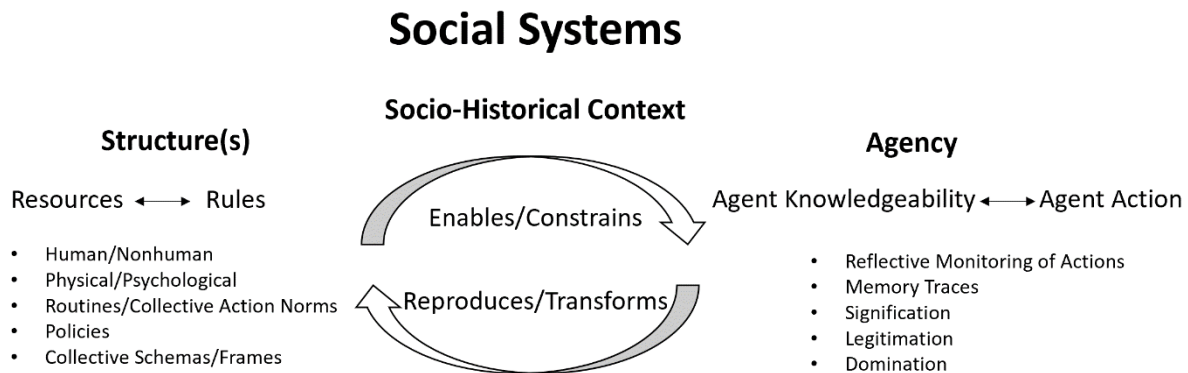 Social Systems
Socio-Historical Context
Structure(s)
Agency
Resources ↔ Rules
Agent Knowledgeability ↔ Agent Action
Enables/Constrains
• Human/Nonhuman
• Physical/Psychological
• Routines/Collective Action Norms
• Policies
• Collective Schemas/Frames
Reproduces/Transforms
• Reflective Monitoring of Actions
• Memory Traces
• Signification
• Legitimation
• Domination